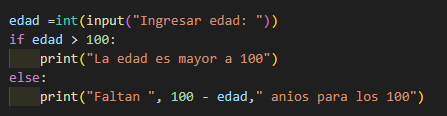 edad =int(input("Ingresar edad: "))
if edad > 100:
    print("La edad es mayor a 100")
else:
    print("Faltan ", 100 - edad," anios para los 100")